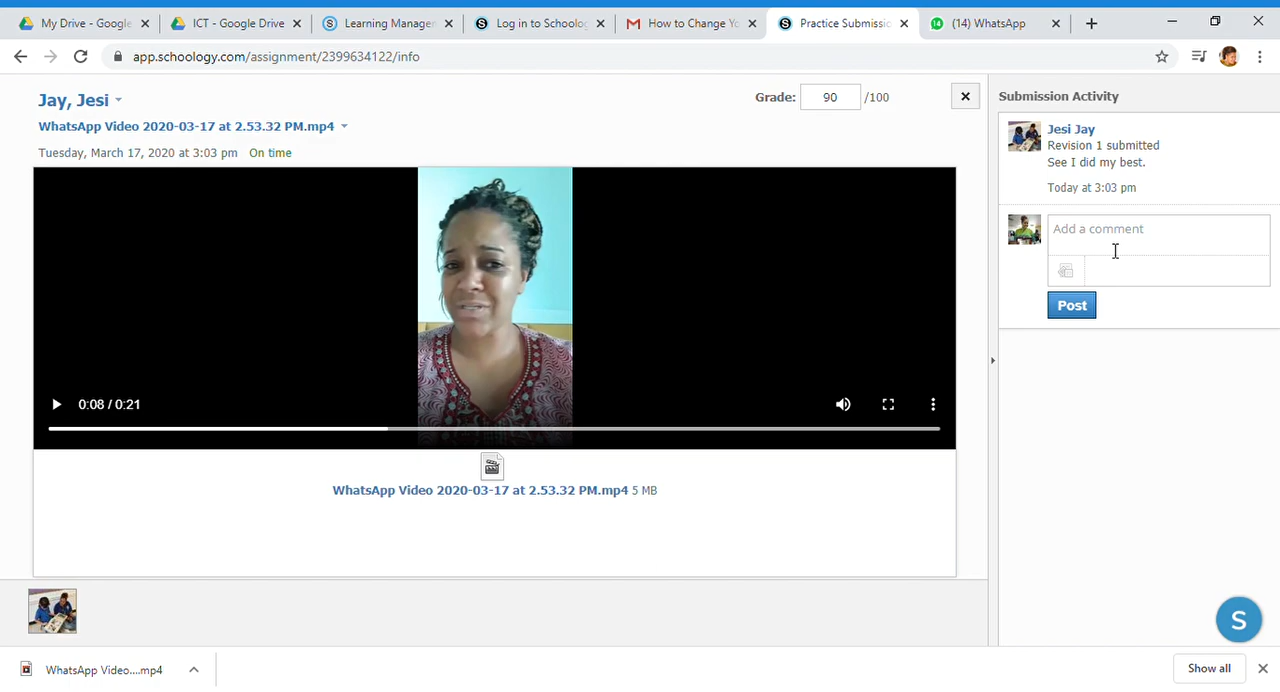 My Drive - Google
ICT - Google Drive
Learning Manage
Log in to Schoolog
How to Change Yo
Practice Submissio
(14) WhatsApp
app.schoology.com/assignment/2399634122/info
Jay, Jesi
Grade: 90 /100
Submission Activity
WhatsApp Video 2020-03-17 at 2.53.32 PM.mp4
Tuesday, March 17, 2020 at 3:03 pm On time
Jesi Jay
Revision 1 submitted
See I did my best.
Today at 3:03 pm
Add a comment
Post
0:08 / 0:21
WhatsApp Video 2020-03-17 at 2.53.32 PM.mp4 5 MB
S
WhatsApp Video....mp4
Show all